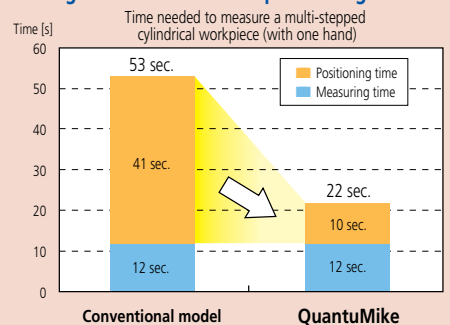 Time needed to measure a multi-stepped
cylindrical workpiece (with one hand)
Time [s]
60
50
40
30
20
10
0
53 sec.
41 sec.
12 sec.
Positioning time
Measuring time
22 sec.
10 sec.
12 sec.
Conventional model
QuantuMike